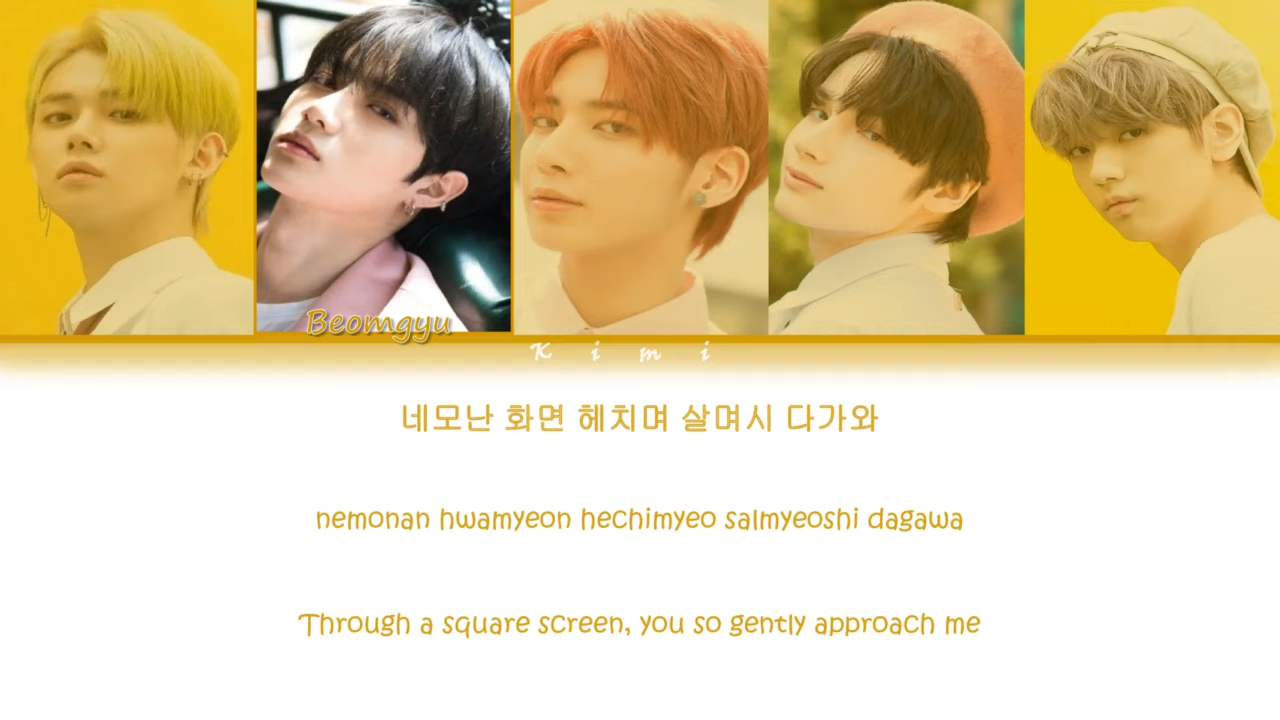 Beomgyu
K i m i
네모난 화면 헤치며 살며시 다가와
nemonan hwamyeon hechimyeo salmyeoshi dagawa
Through a square screen, you so gently approach me